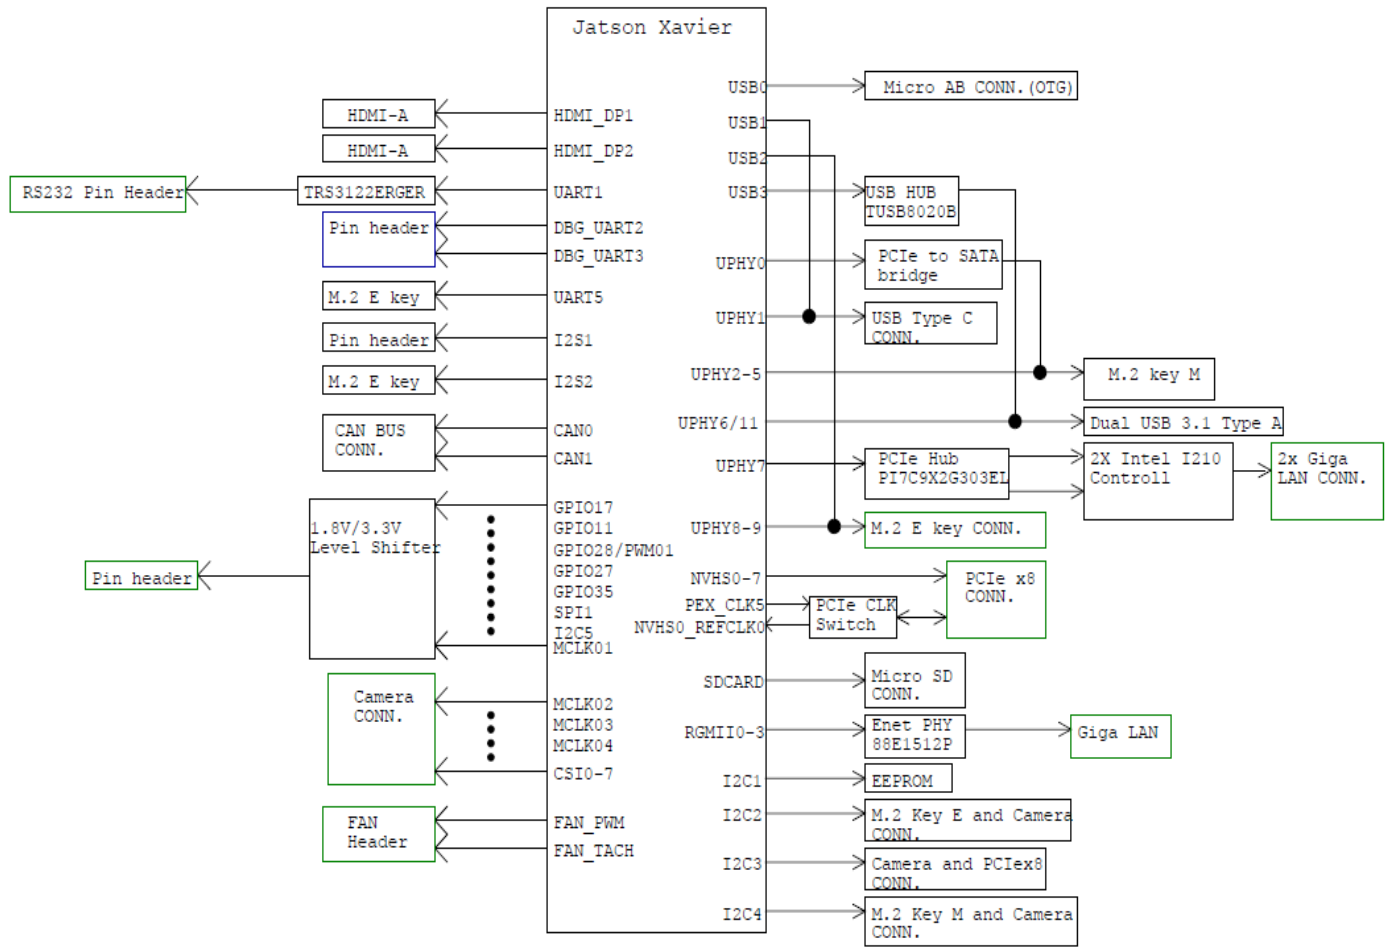 Jatson Xavier
HDMI-A
HDMI-A
RS232 Pin Header
TRS3122ERGER
Pin header
M.2 E key
Pin header
M.2 E key
CAN BUS
CONN.
1.8V/3.3V
Level Shifter
Pin header
Camera
CONN.
FAN
Header
HDMI_DP1
HDMI_DP2
UART1
DBG_UART2
DBG_UART3
UART5
I2S1
I2S2
CAN0
CAN1
GPIO17
GPIO11
GPIO28/PWM01
GPIO27
GPIO35
SPI1
I2C5
MCLK01
MCLK02
MCLK03
MCLK04
CSI0-7
FAN_PWM
FAN_TACH
USB0
USB1
USB2
USB3
UPHY0
UPHY1
UPHY2-5
UPHY6/11
UPHY7
UPHY8-9
NVHS0-7
PEX_CLK5
NVHS0_REFCLK0
SDCARD
RGMII0-3
I2C1
I2C2
I2C3
I2C4
Micro AB CONN.(OTG)
USB HUB
TUSB8020B
PCIe to SATA
bridge
USB Type C
CONN.
M.2 key M
Dual USB 3.1 Type A
PCIe Hub
PI7C9X2G303EL
2X Intel I210
Controll
2x Giga
LAN CONN.
M.2 E key CONN.
PCIe x8
CONN.
PCIe CLK
Switch
Micro SD
CONN.
Enet PHY
88E1512P
Giga LAN
EEPROM
M.2 Key E and Camera
CONN.
Camera and PCIex8
CONN.
M.2 Key M and Camera
CONN.